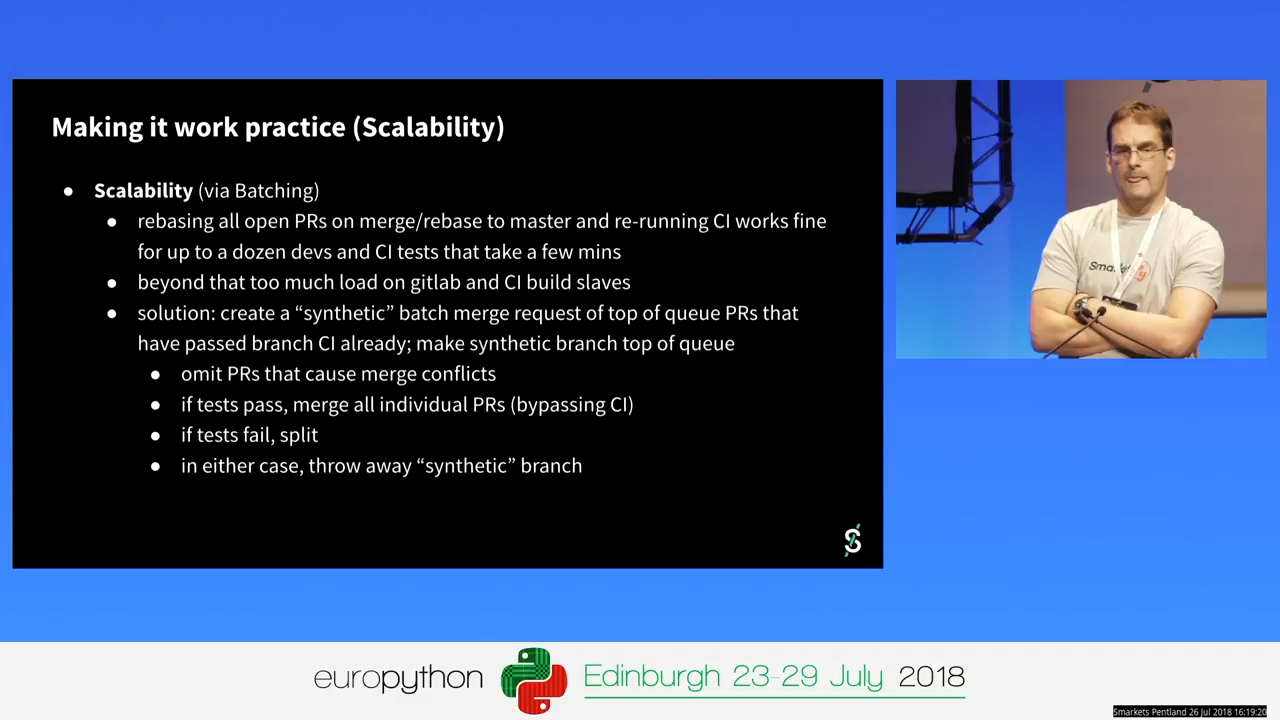 Making it work practice (Scalability)
● Scalability (via Batching)
● rebasing all open PRs on merge/rebase to master and re-running CI works fine
for up to a dozen devs and CI tests that take a few mins
● beyond that too much load on gitlab and CI build slaves
● solution: create a “synthetic” batch merge request of top of queue PRs that
have passed branch CI already; make synthetic branch top of queue
● omit PRs that cause merge conflicts
● if tests pass, merge all individual PRs (bypassing CI)
● if tests fail, split
● in either case, throw away “synthetic” branch
europython
Edinburgh 23-29 July 2018
Smarkets Pentland 26 Jul 2018 16:19:20